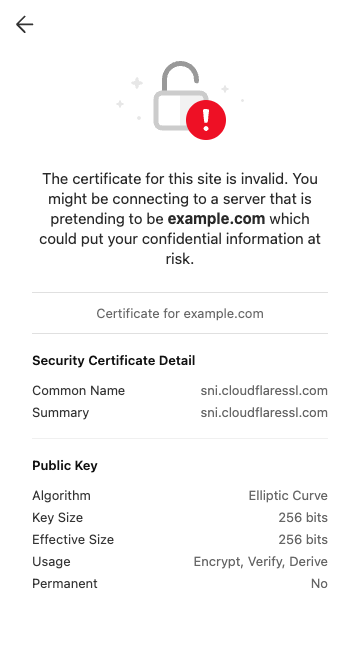 The certificate for this site is invalid. You
might be connecting to a server that is
pretending to be example.com which
could put your confidential information at
risk.
Certificate for example.com
Security Certificate Detail
Common Name sni.cloudflaressl.com
Summary sni.cloudflaressl.com
Public Key
Algorithm Elliptic Curve
Key Size 256 bits
Effective Size 256 bits
Usage Encrypt, Verify, Derive
Permanent No